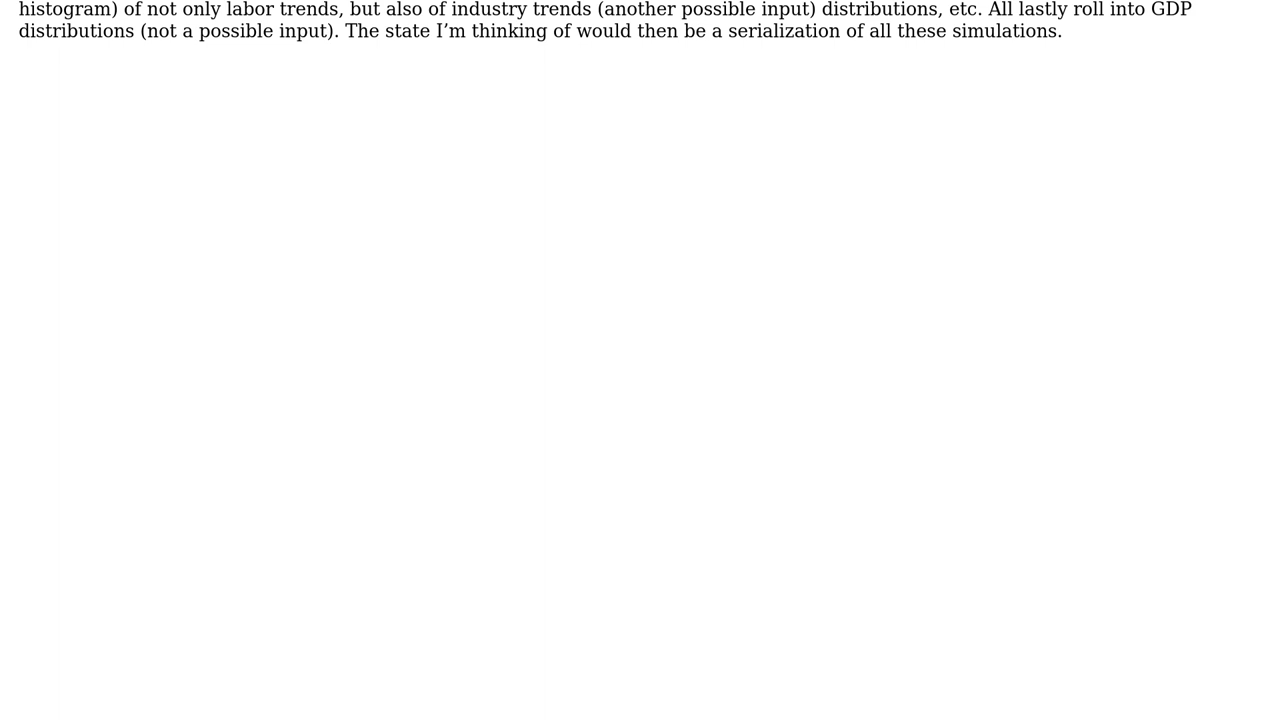 histogram) of not only labor trends, but also of industry trends (another possible input) distributions, etc. All lastly roll into GDP
distributions (not a possible input). The state I’m thinking of would then be a serialization of all these simulations.